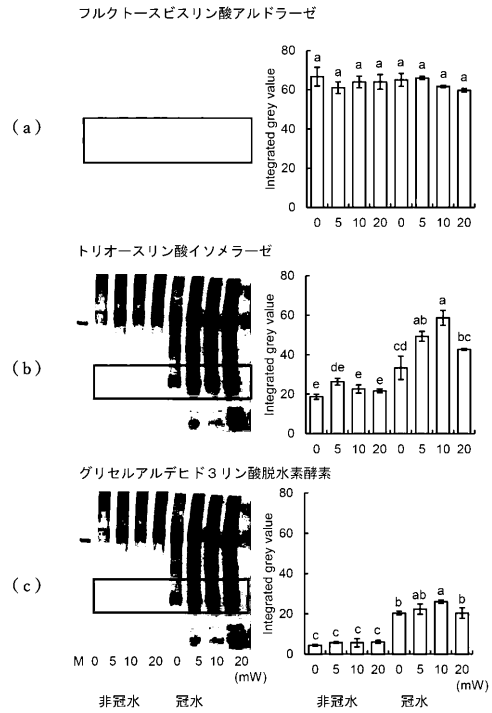 フルクトースビスリン酸アルドラーゼ
(a)
Integrated grey value
80
60
40
20
0
a a a a a a a a
0 5 10 20 0 5 10 20
トリオースリン酸イソメラーゼ
(b)
Integrated grey value
80
60
40
20
0
e de e e cd ab a bc
0 5 10 20 0 5 10 20
グリセルアルデヒド3リン酸脱水素酵素
(c)
Integrated grey value
80
60
40
20
0
c c c c b ab a b
M 0 5 10 20 0 5 10 20
(mW)
非冠水 冠水
0 5 10 20 0 5 10 20
(mW)
非冠水 冠水